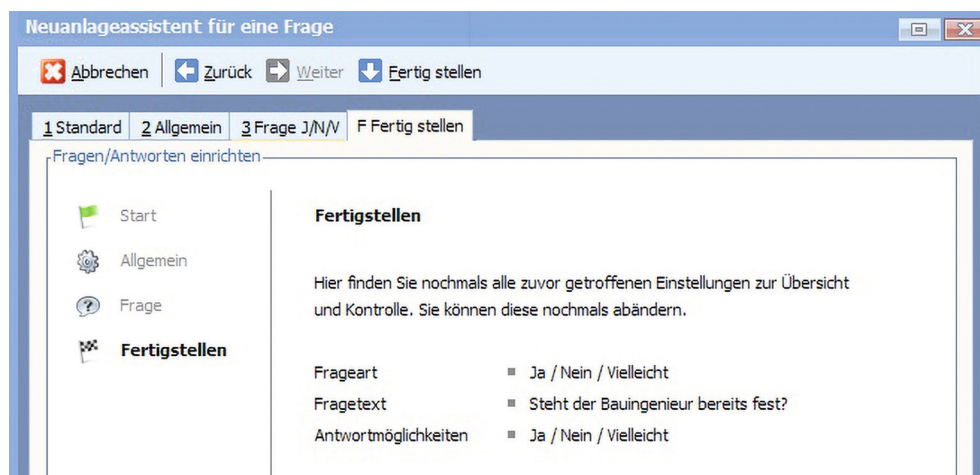 Neuanlageassistent für eine Frage
Abbrechen Zurück Weiter Fertig stellen
1 Standard 2 Allgemein 3 Frage J/N/V F Fertig stellen
Fragen/Antworten einrichten
Start
Allgemein
Frage
Fertigstellen
Fertigstellen
Hier finden Sie nochmals alle zuvor getroffenen Einstellungen zur Übersicht
und Kontrolle. Sie können diese nochmals abändern.
Frageart Ja / Nein / Vielleicht
Fragetext Steht der Bauingenieur bereits fest?
Antwortmöglichkeiten Ja / Nein / Vielleicht